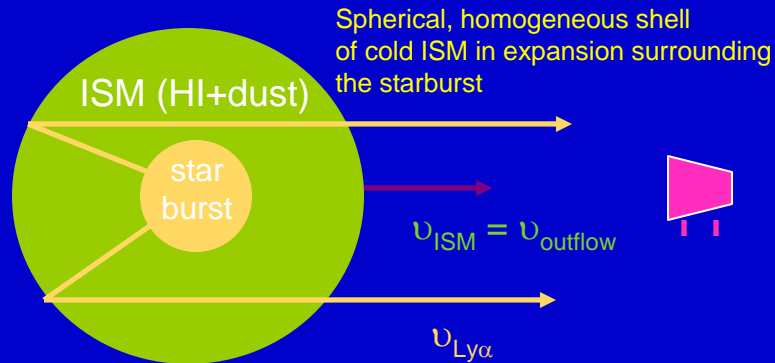 Spherical, homogeneous shell
of cold ISM in expansion surrounding
the starburst
ISM (HI+dust)
star
burst
υISM = υoutflow
υLyα